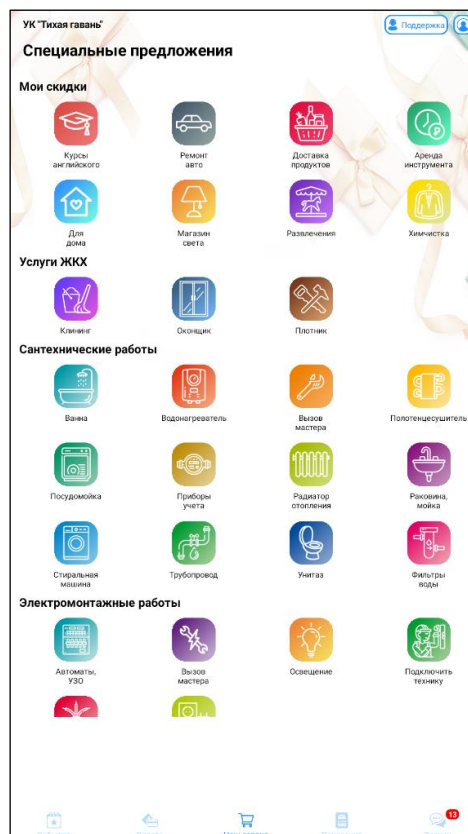 УК "Тихая гавань"
Поддержка
Специальные предложения
Мои скидки
Курсы
английского
Ремонт
авто
Доставка
продуктов
Аренда
инструмента
Для
дома
Магазин
света
Развлечения
Химчистка
Услуги ЖКХ
Клининг
Оконщик
Плотник
Сантехнические работы
Ванна
Водонагреватель
Вызов
мастера
Полотенцесушитель
Посудомойка
Приборы
учета
Радиатор
отопления
Раковина,
мойка
Стиральная
машина
Трубопровод
Унитаз
Фильтры
воды
Электромонтажные работы
Автоматы,
УЗО
Вызов
мастера
Освещение
Подключить
технику
13